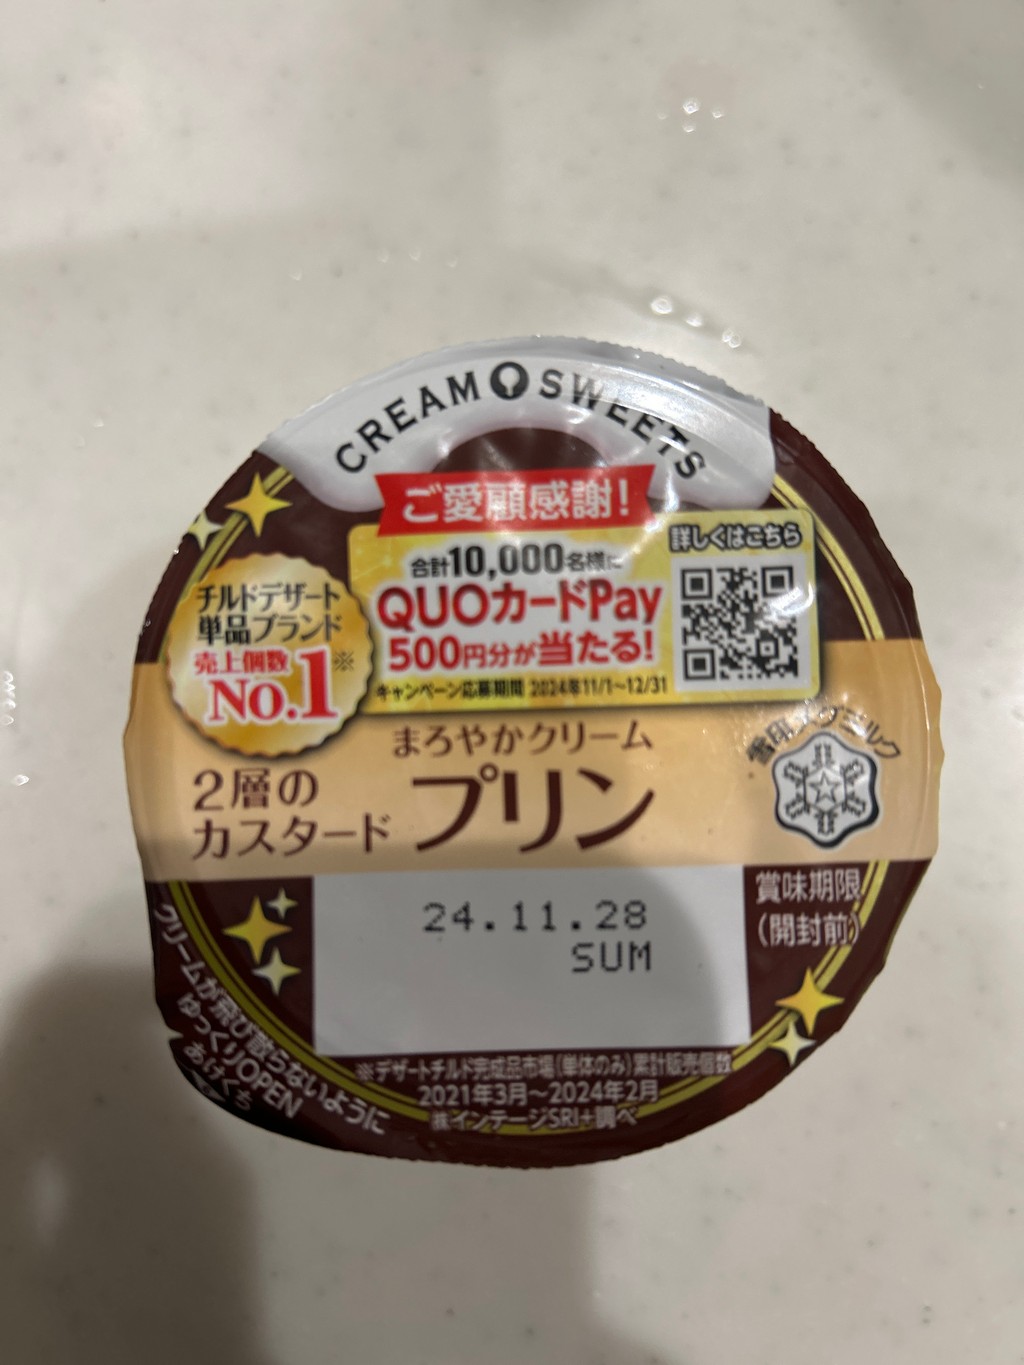 CREAM SWEETS
ご愛顧感謝!
詳しくはこちら
合計10,000名様に
QUOカードPay
500円分が当たる!
キャンペーン応募期間 2024年11/1~12/31
チルドデザート
単品ブランド
売上個数
No.1※
まろやかクリーム
2層の
カスタード
プリン
雪印メグミルク
賞味期限
(開封前)
24.11.28
SUM
クリームが飛び散らないように
ゆっくりOPEN
あけくち
※デザートチルド完成品市場(単体のみ)累計販売個数
2021年3月~2024年2月
㈱インテージSRI+調べ